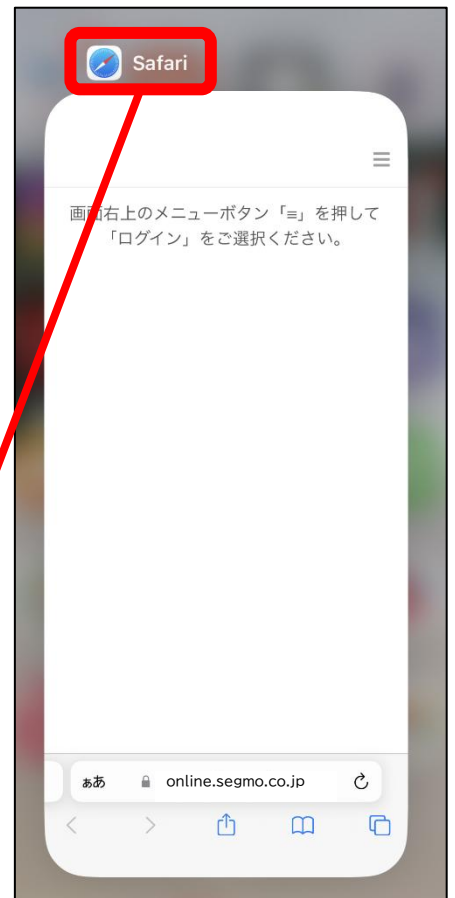 Safari
画面右上のメニューボタン「≡」を押して
「ログイン」をご選択ください。
ぁあ online.segmo.co.jp